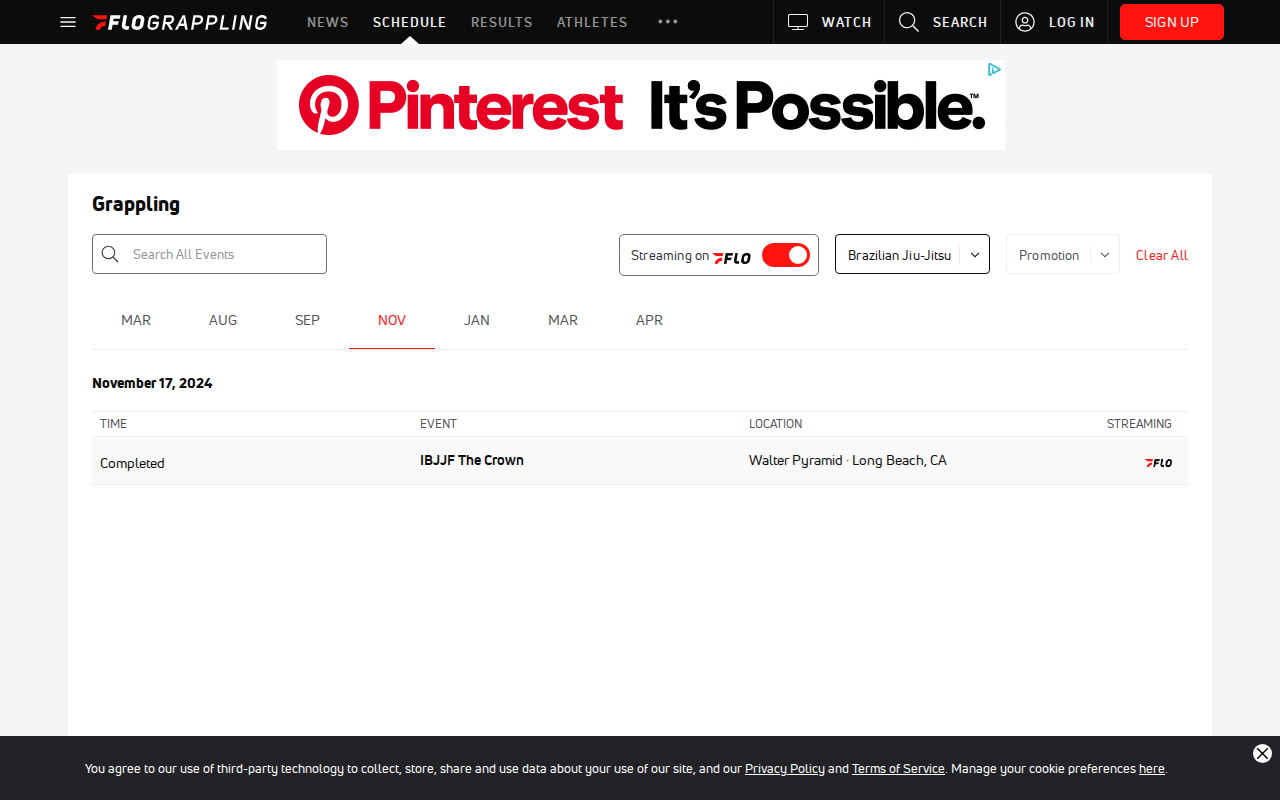 FLOGRAPPLING NEWS SCHEDULE RESULTS ATHLETES ••• WATCH SEARCH LOG IN SIGN UP
Pinterest It's Possible.™
Grappling
Search All Events Streaming on FLO Brazilian Jiu-Jitsu Promotion Clear All
MAR AUG SEP NOV JAN MAR APR
November 17, 2024
TIME EVENT LOCATION STREAMING
Completed IBJJF The Crown Walter Pyramid · Long Beach, CA FLO
You agree to our use of third-party technology to collect, store, share and use data about your use of our site, and our Privacy Policy and Terms of Service. Manage your cookie preferences here.